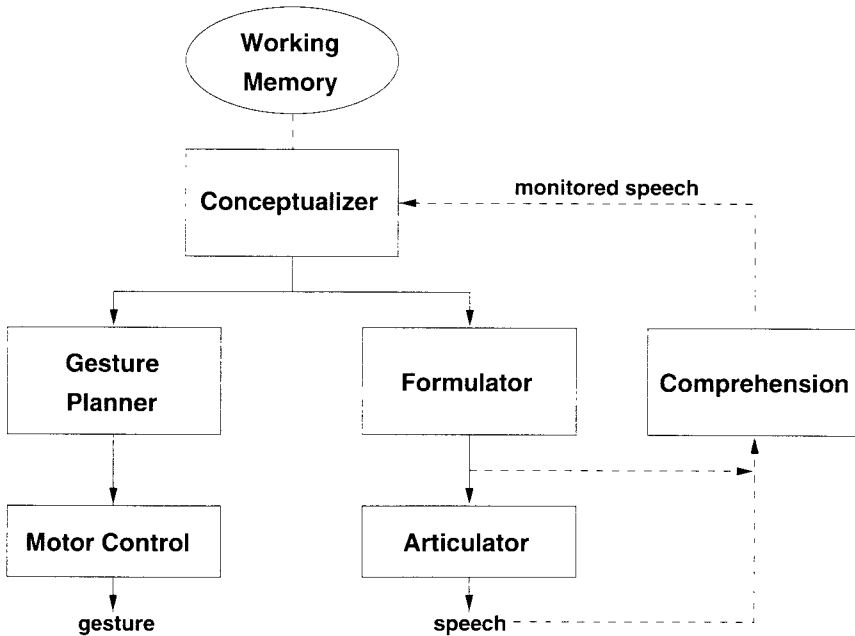 Working
Memory
Conceptualizer
monitored speech
Gesture
Planner
Formulator
Comprehension
Motor Control
Articulator
gesture
speech